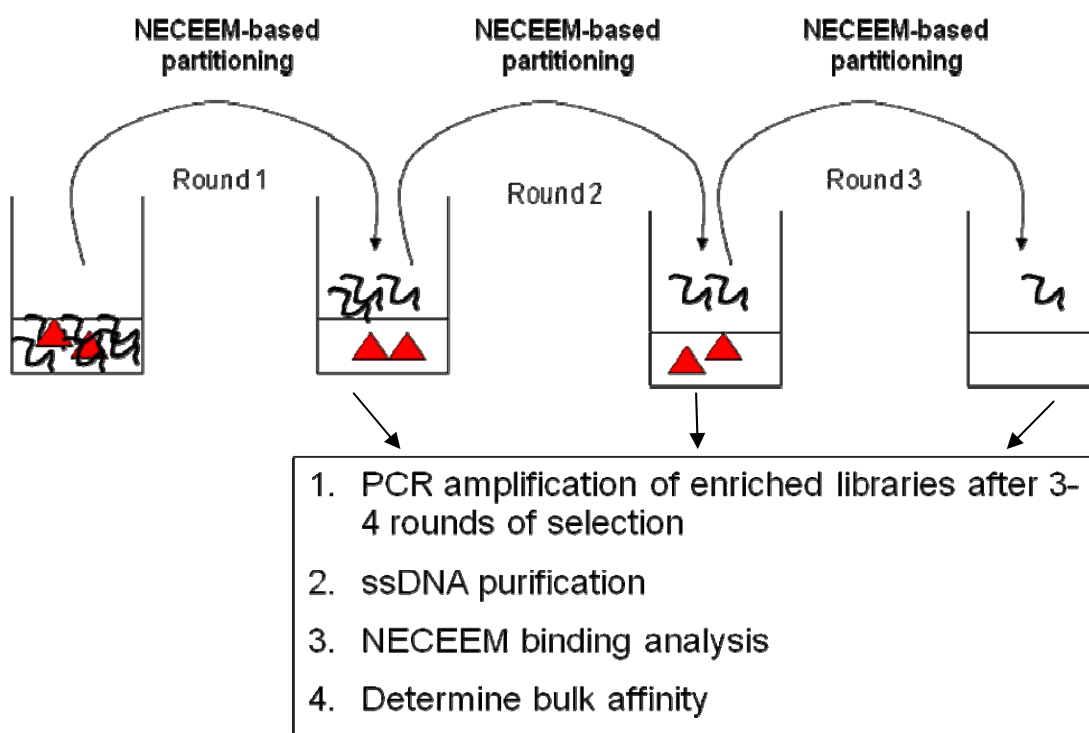 NECEEM-based
partitioning
NECEEM-based
partitioning
NECEEM-based
partitioning
Round 1
Round 2
Round 3
1. PCR amplification of enriched libraries after 3-
4 rounds of selection
2. ssDNA purification
3. NECEEM binding analysis
4. Determine bulk affinity